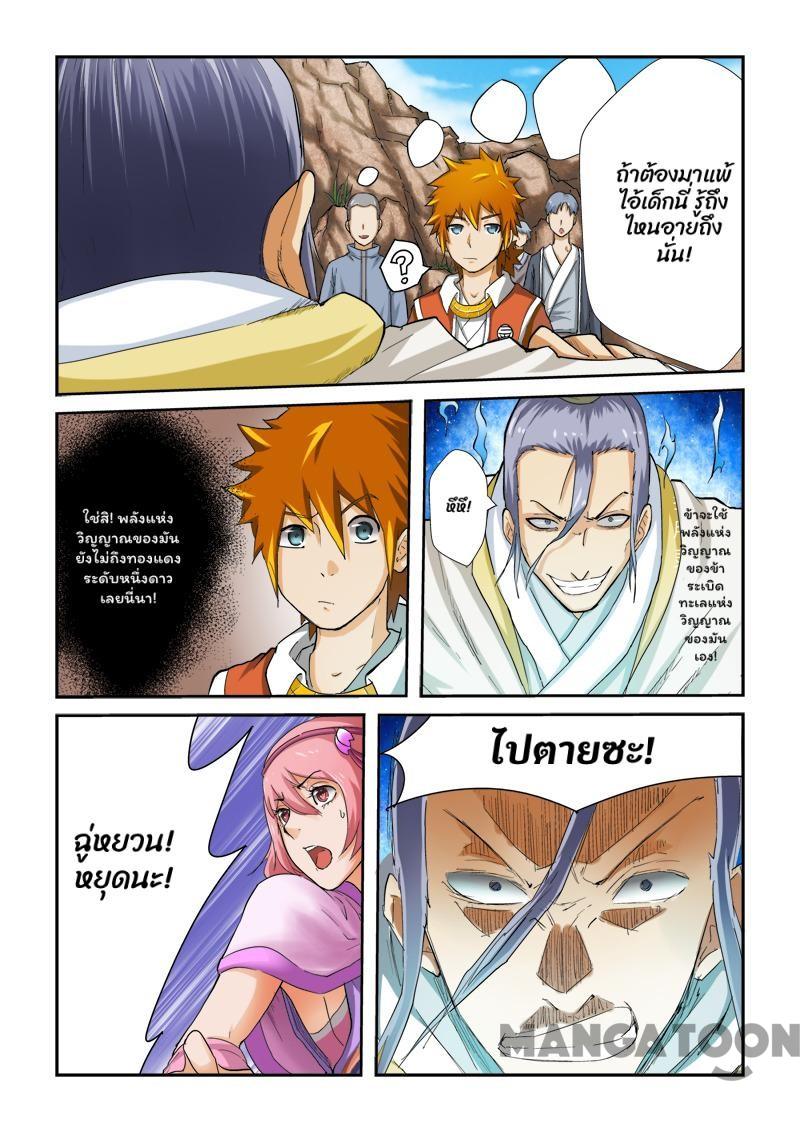 ถ้าต้องมาแพ้
ไอ้เด็กนี่ รู้ถึง
ไหนอายถึง
นั่น!
?
ใช่สิ! พลังแห่ง
วิญญาณของมัน
ยังไม่ถึงทองแดง
ระดับหนึ่งดาว
เลยนี่นา!
หึหึ!
ข้าจะใช้
พลังแห่ง
วิญญาณ
ของข้า
ระเบิด
ทะเลแห่ง
วิญญาณ
ของมัน
เอง!
ฉู่หยวน!
หยุดนะ!
ไปตายซะ!
MANGATOON